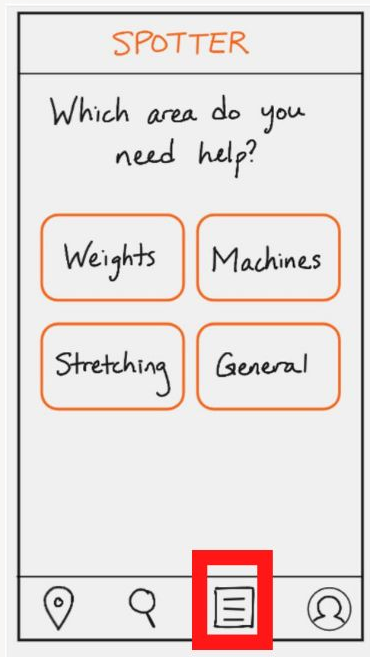 SPOTTER
Which area do you
need help?
Weights
Machines
Stretching
General